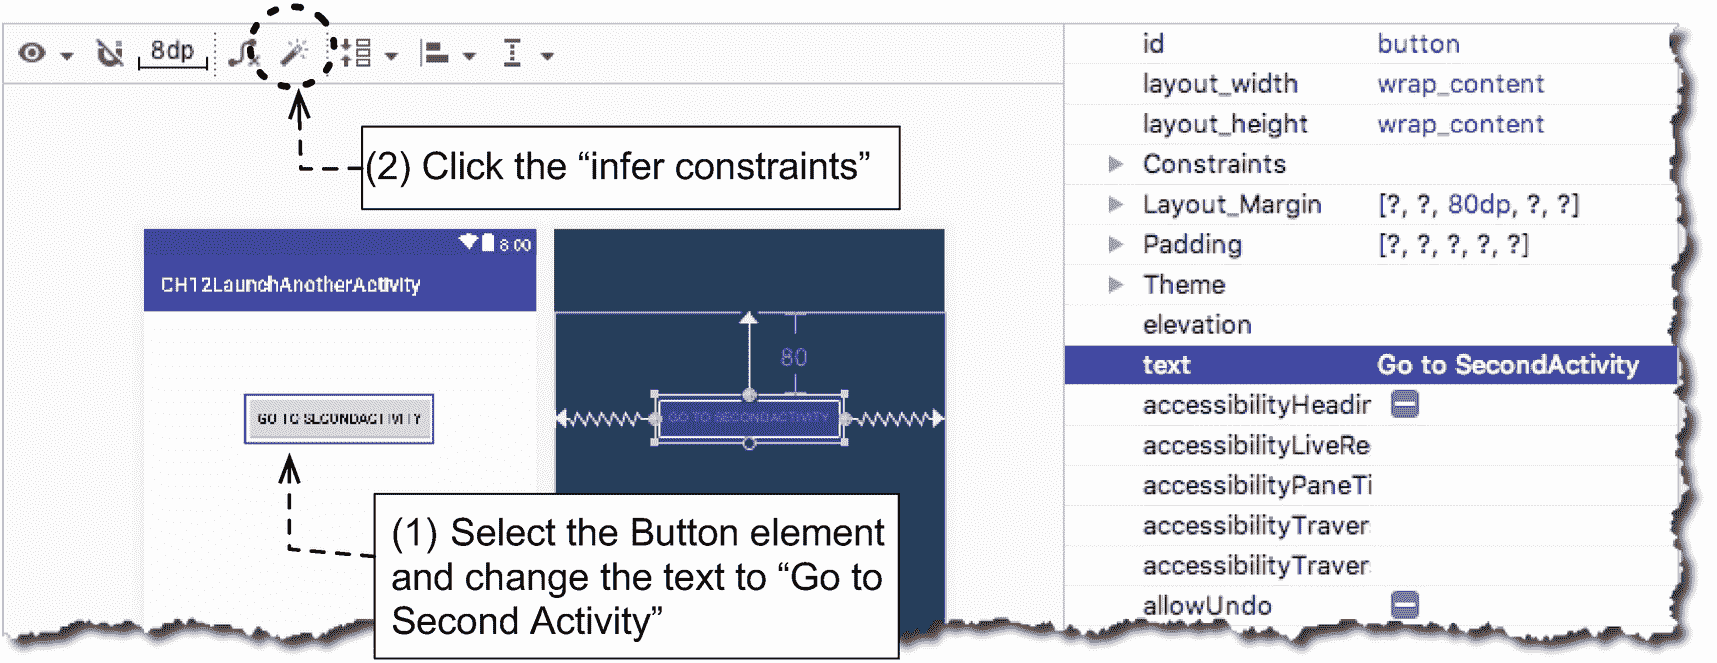 8dp
(2) Click the “infer constraints”
8:00
CH12LaunchAnotherActivity
GO TO SECONDACTIVITY
80
GO TO SECONDACTIVITY
(1) Select the Button element
and change the text to “Go to
Second Activity”
id button
layout_width wrap_content
layout_height wrap_content
Constraints
Layout_Margin [?, ?, 80dp, ?, ?]
Padding [?, ?, ?, ?, ?]
Theme
elevation
text Go to SecondActivity
accessibilityHeadir
accessibilityLiveRe
accessibilityPaneTi
accessibilityTraver
accessibilityTraver
allowUndo